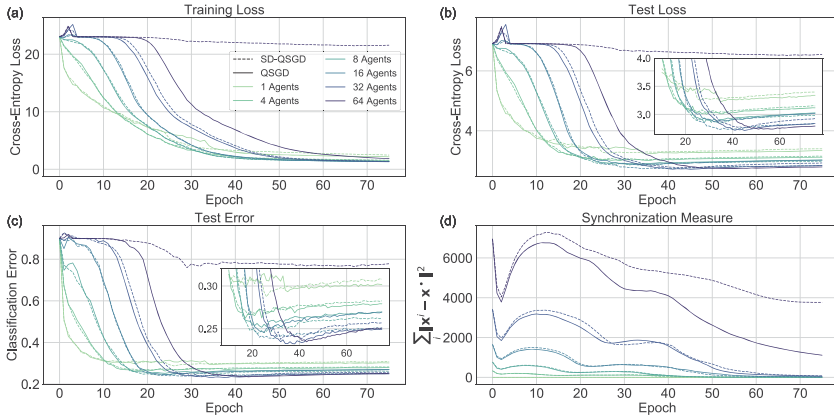 (a) Training Loss
Cross-Entropy Loss
20
10
0
SD-QSGD
QSGD
1 Agents
4 Agents
8 Agents
16 Agents
32 Agents
64 Agents
0 10 20 30 40 50 60 70
Epoch
(b) Test Loss
Cross-Entropy Loss
6
4
4.0
3.5
3.0
20 40 60
0 10 20 30 40 50 60 70
Epoch
(c) Test Error
Classification Error
0.8
0.6
0.4
0.2
0.30
0.25
20 40 60
0 10 20 30 40 50 60 70
Epoch
(d) Synchronization Measure
∑ᵢ‖xⁱ − x*‖²
6000
4000
2000
0
0 10 20 30 40 50 60 70
Epoch